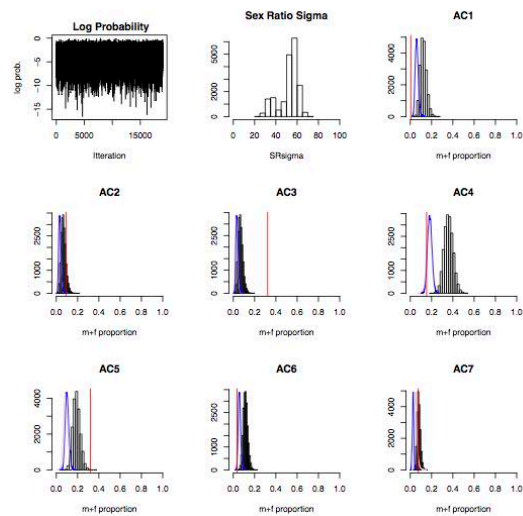 Log Probability
log prob.
0
-5
-10
-15
0 5000 15000
Itteration
Sex Ratio Sigma
0 2000 4000 6000
0 20 40 60 80 100
SRsigma
AC1
0 2000 4000
0.0 0.2 0.4 0.6 0.8 1.0
m+f proportion
AC2
0 1000 2500
0.0 0.2 0.4 0.6 0.8 1.0
m+f proportion
AC3
0 1000 2500
0.0 0.2 0.4 0.6 0.8 1.0
m+f proportion
AC4
0 1000 2500
0.0 0.2 0.4 0.6 0.8 1.0
m+f proportion
AC5
0 1000 3000
0.0 0.2 0.4 0.6 0.8 1.0
m+f proportion
AC6
0 1000 2500
0.0 0.2 0.4 0.6 0.8 1.0
m+f proportion
AC7
0 2000 4000
0.0 0.2 0.4 0.6 0.8 1.0
m+f proportion